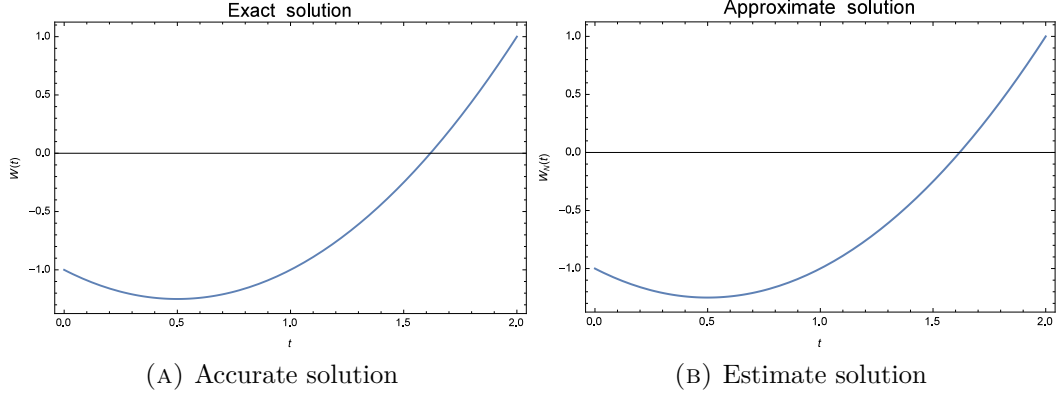 Exact solution
1.0
0.5
0.0
−0.5
−1.0
W(t)
0.0 0.5 1.0 1.5 2.0
t
(A) Accurate solution
Approximate solution
1.0
0.5
0.0
−0.5
−1.0
W_N(t)
0.0 0.5 1.0 1.5 2.0
t
(B) Estimate solution